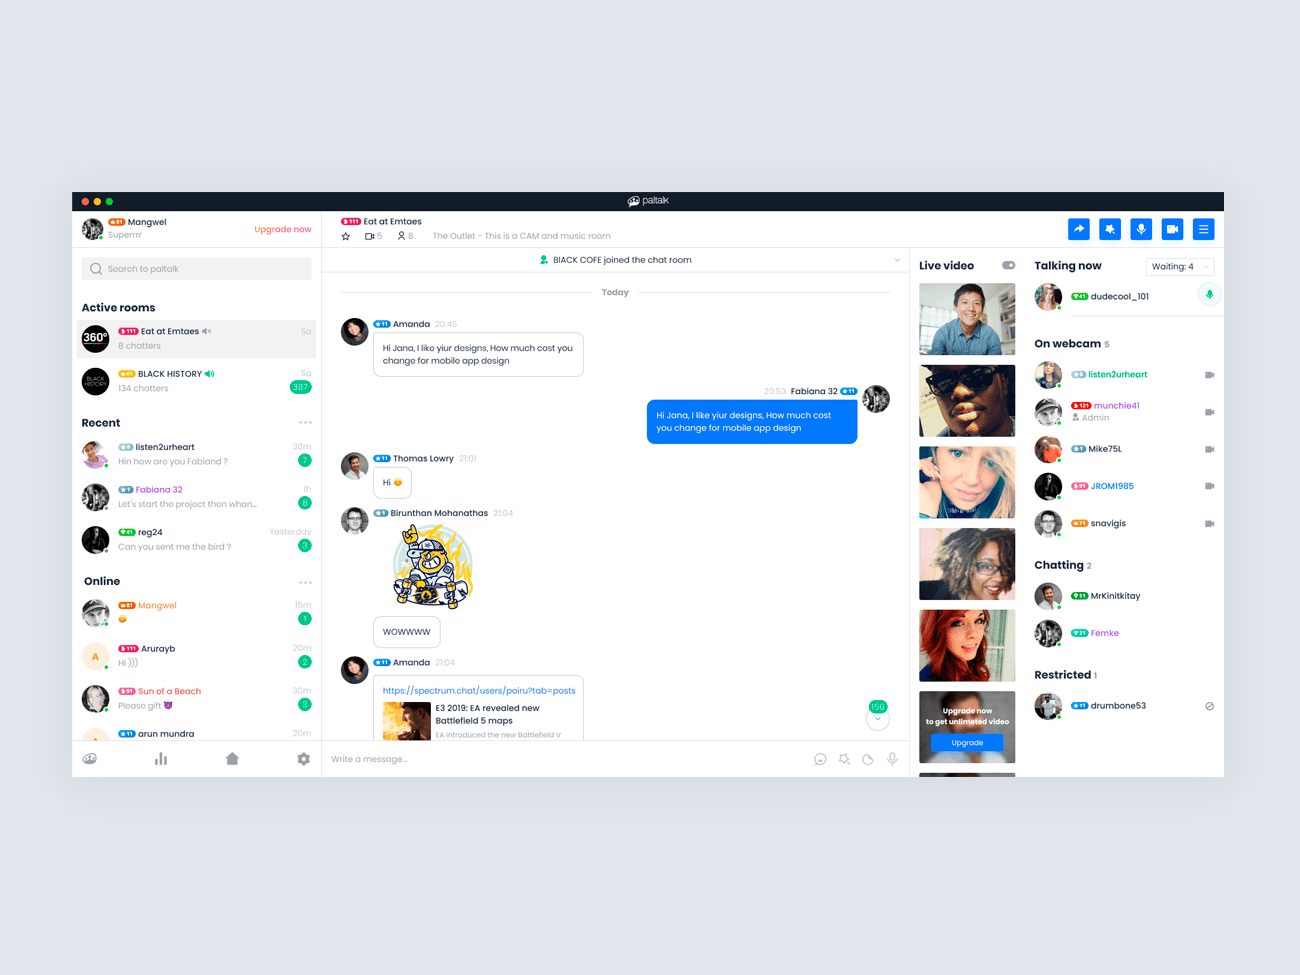 paltalk
81 Mangwel
Superrrr
Upgrade now
Search to paltalk
Active rooms
360°
111 Eat at Emtaes
Sa
8 chatters
BLACK
HISTORY
91 BLACK HISTORY
Sa
134 chatters
387
Recent
listen2urheart
30m
Hin how are you Fabiand ?
7
1 Fabiana 32
1h
Let's start the project then whan...
8
41 reg24
Yesterday
Can you sent me the bird ?
3
Online
81 Mangwel
15m
1
A
111 Arurayb
20m
Hi )))
2
91 Sun of a Beach
30m
Please gift
3
11 arun mundra
20m
111 Eat at Emtaes
5
8
The Outlet - This is a CAM and music room
BlACK COFE joined the chat room
Today
11 Amanda 20:45
Hi Jana, I like yiur designs, How much cost you
change for mobile app design
20:53 Fabiana 32 11
Hi Jana, I like yiur designs, How much cost
you change for mobile app design
11 Thomas Lowry 21:01
Hi
1 Birunthan Mohanathas 21:04
WOWWWW
11 Amanda 21:04
https://spectrum.chat/users/poiru?tab=posts
E3 2019: EA revealed new
Battlefield 5 maps
EA introduced the new Battlefield V
156
Write a message...
Live video
Upgrade now
to get unlimeted video
Upgrade
Talking now
Waiting: 4
41 dudecool_101
On webcam 5
listen2urheart
121 munchie41
Admin
1 Mike75L
91 JROM1985
71 snavigis
Chatting 2
51 MrKinitkitay
31 Femke
Restricted 1
11 drumbone53